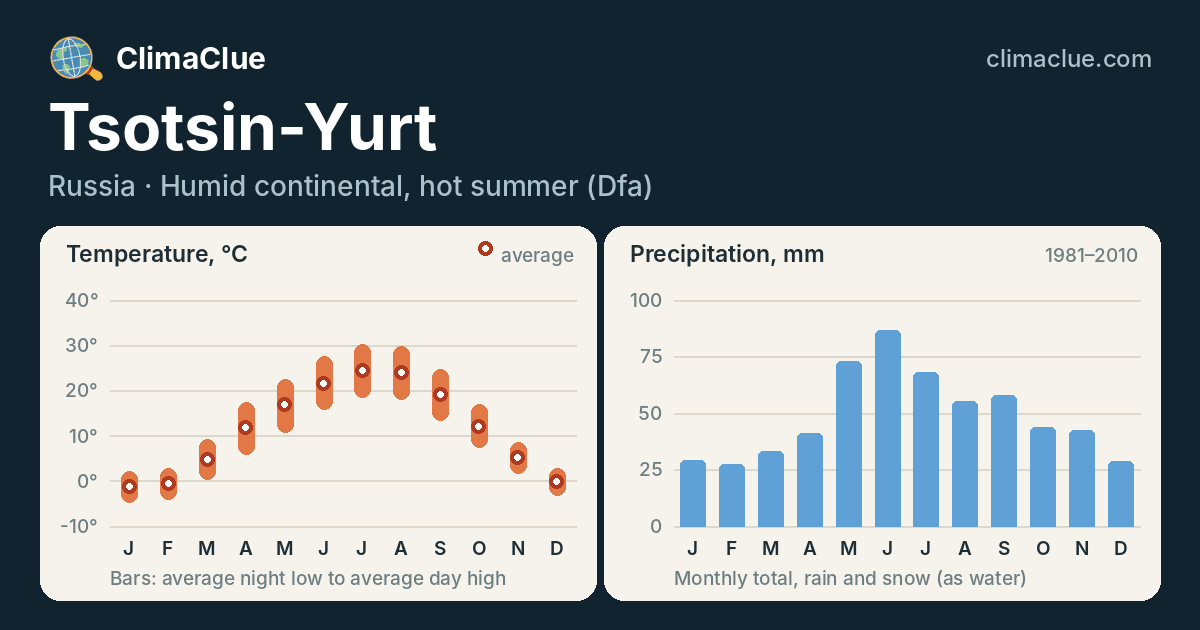 ClimaClue
climaclue.com
Tsotsin-Yurt
Russia · Humid continental, hot summer (Dfa)
Temperature, °C
average
40°
30°
20°
10°
0°
-10°
J F M A M J J A S O N D
Bars: average night low to average day high
Precipitation, mm
1981–2010
100
75
50
25
0
J F M A M J J A S O N D
Monthly total, rain and snow (as water)